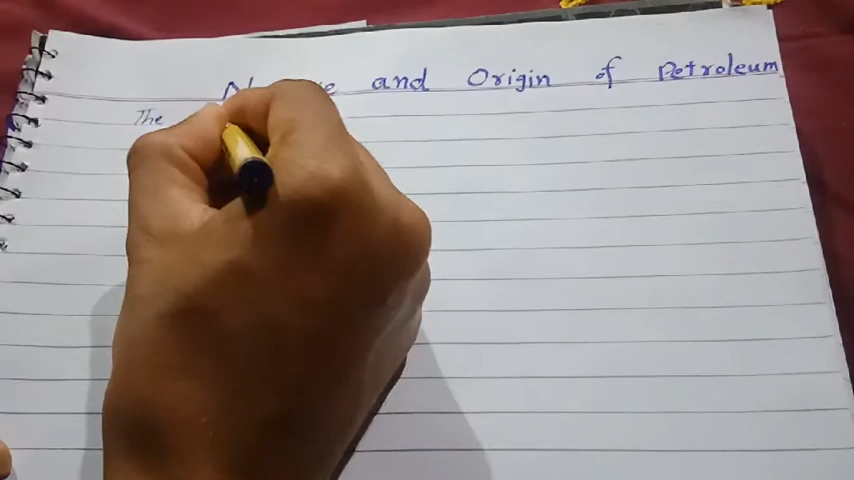 and Origin of Petroleum
The